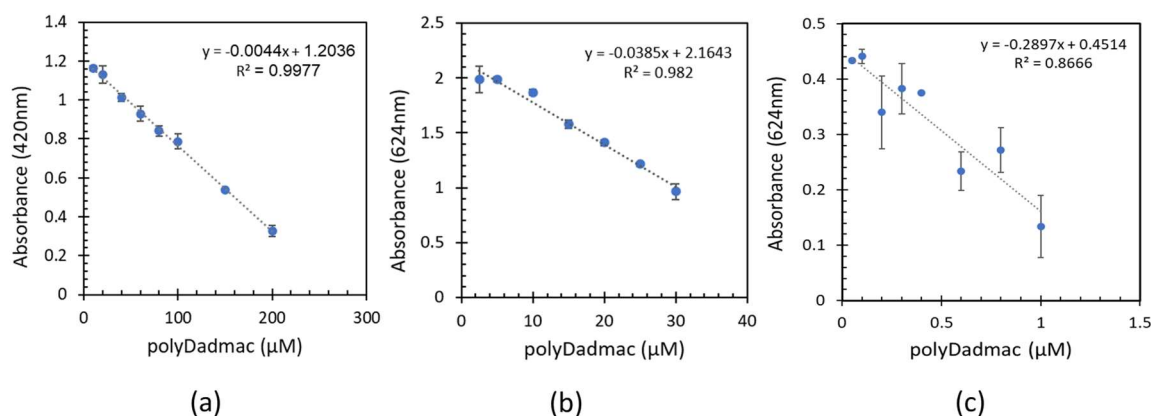 1.4
1.2
1
0.8
0.6
0.4
0.2
0
0
100
200
300
Absorbance (420nm)
polyDadmac (µM)
y = -0.0044x + 1.2036
R² = 0.9977
(a)
2.5
2
1.5
1
0.5
0
0
10
20
30
40
Absorbance (624nm)
polyDadmac (µM)
y = -0.0385x + 2.1643
R² = 0.982
(b)
0.5
0.4
0.3
0.2
0.1
0
0
0.5
1
1.5
Absorbance (624nm)
polyDadmac (µM)
y = -0.2897x + 0.4514
R² = 0.8666
(c)